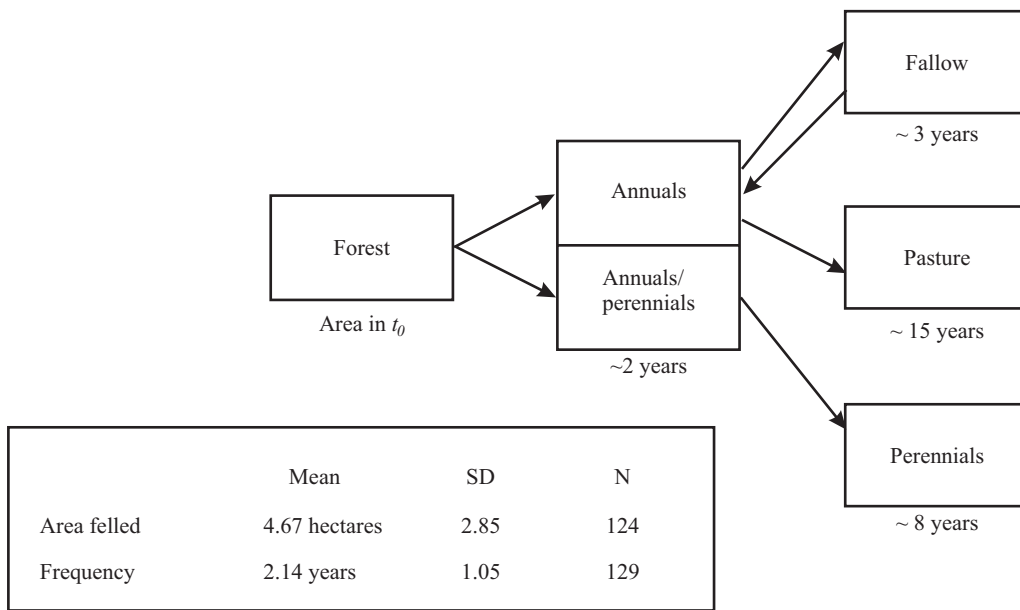 Fallow
~ 3 years
Annuals
Forest
Pasture
Annuals/
perennials
Area in t0
~ 15 years
~2 years
Perennials
~ 8 years
Mean SD N
Area felled 4.67 hectares 2.85 124
Frequency 2.14 years 1.05 129